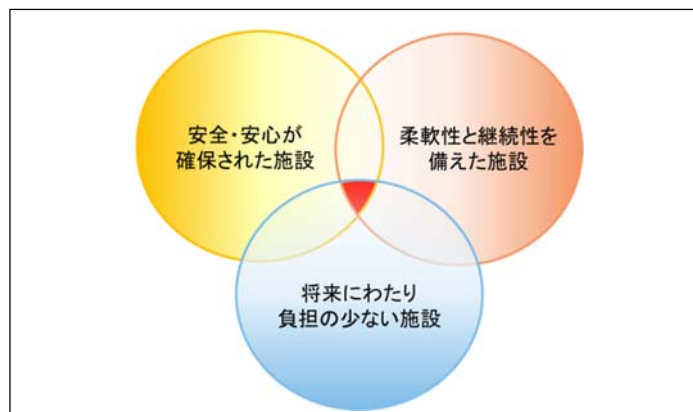 安全・安心が
確保された施設
柔軟性と継続性を
備えた施設
将来にわたり
負担の少ない施設